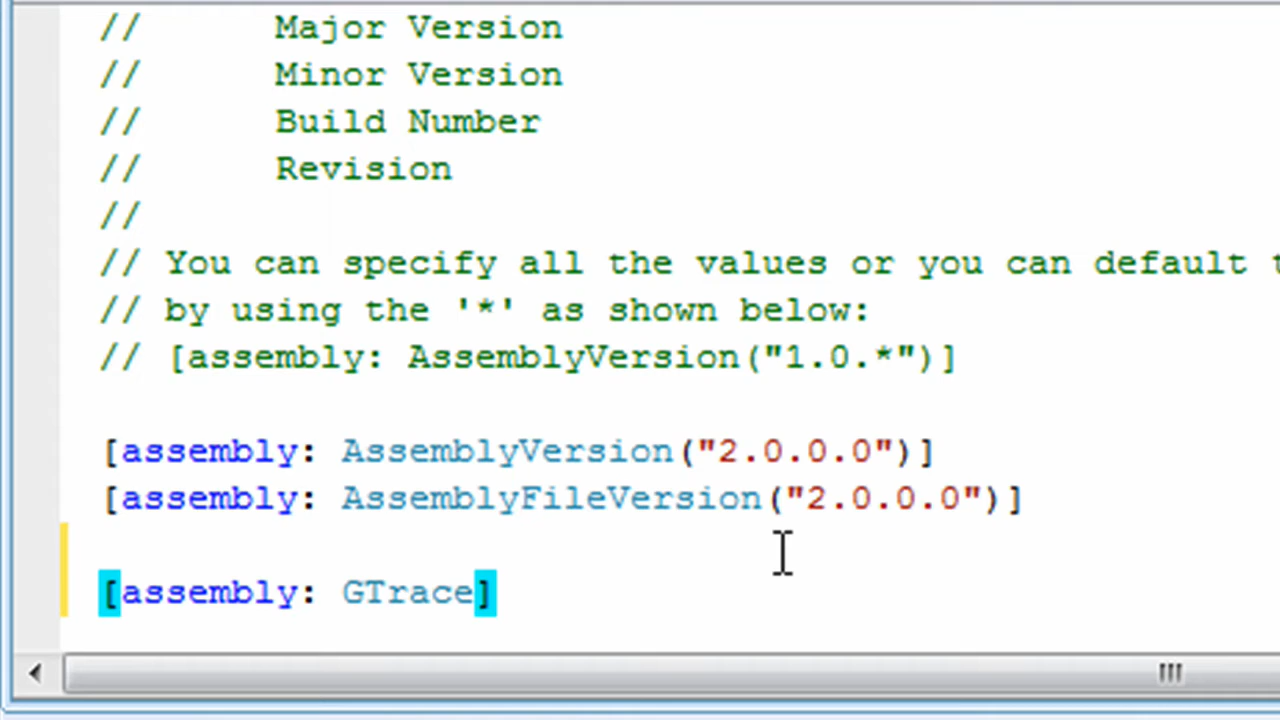 //      Major Version
//      Minor Version
//      Build Number
//      Revision
//
// You can specify all the values or you can default
// by using the '*' as shown below:
// [assembly: AssemblyVersion("1.0.*")]
[assembly: AssemblyVersion("2.0.0.0")]
[assembly: AssemblyFileVersion("2.0.0.0")]
[assembly: GTrace]